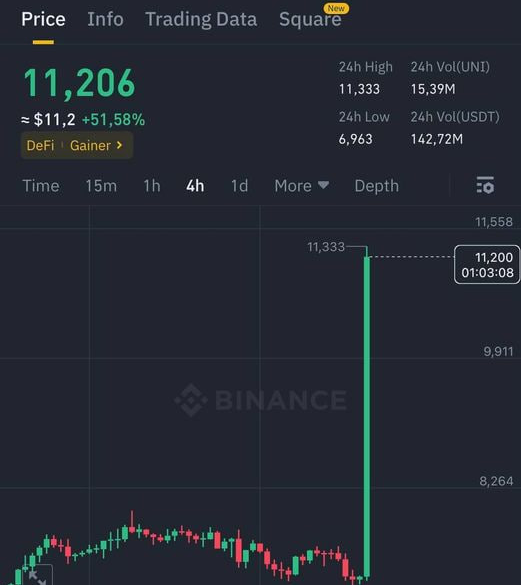 Price Info Trading Data Square New
11,206
≈ $11,2 +51,58%
DeFi Gainer >
24h High 24h Vol(UNI)
11,333 15,39M
24h Low 24h Vol(USDT)
6,963 142,72M
Time 15m 1h 4h 1d More Depth
11,558
11,333
11,200
01:03:08
9,911
BINANCE
8,264